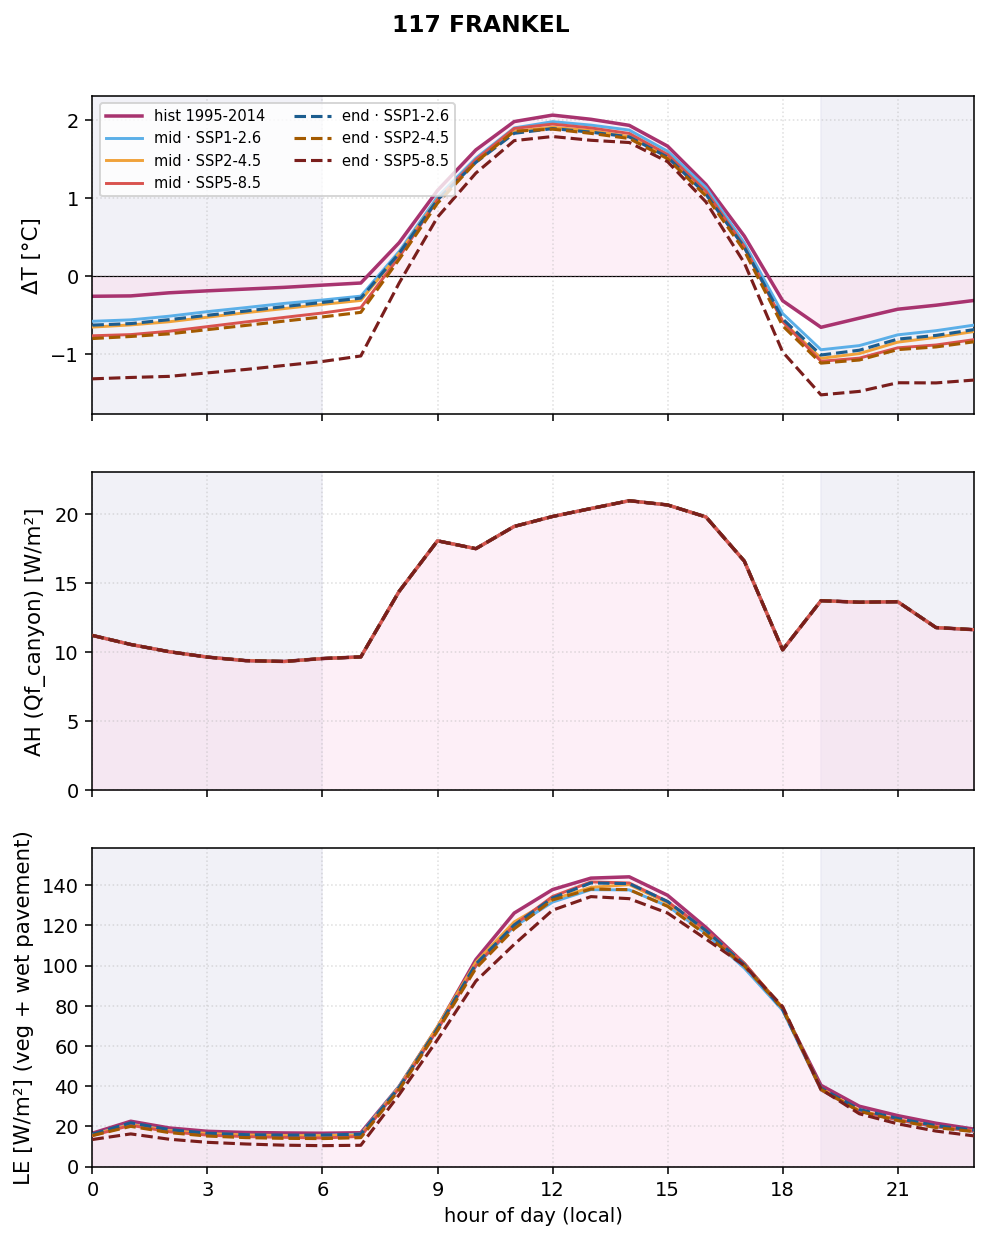 117 FRANKEL
hist 1995-2014
mid · SSP1-2.6
mid · SSP2-4.5
mid · SSP5-8.5
end · SSP1-2.6
end · SSP2-4.5
end · SSP5-8.5
ΔT [°C]
2
1
0
−1
AH (Qf_canyon) [W/m²]
20
15
10
5
0
LE [W/m²] (veg + wet pavement)
140
120
100
80
60
40
20
0
0 3 6 9 12 15 18 21
hour of day (local)